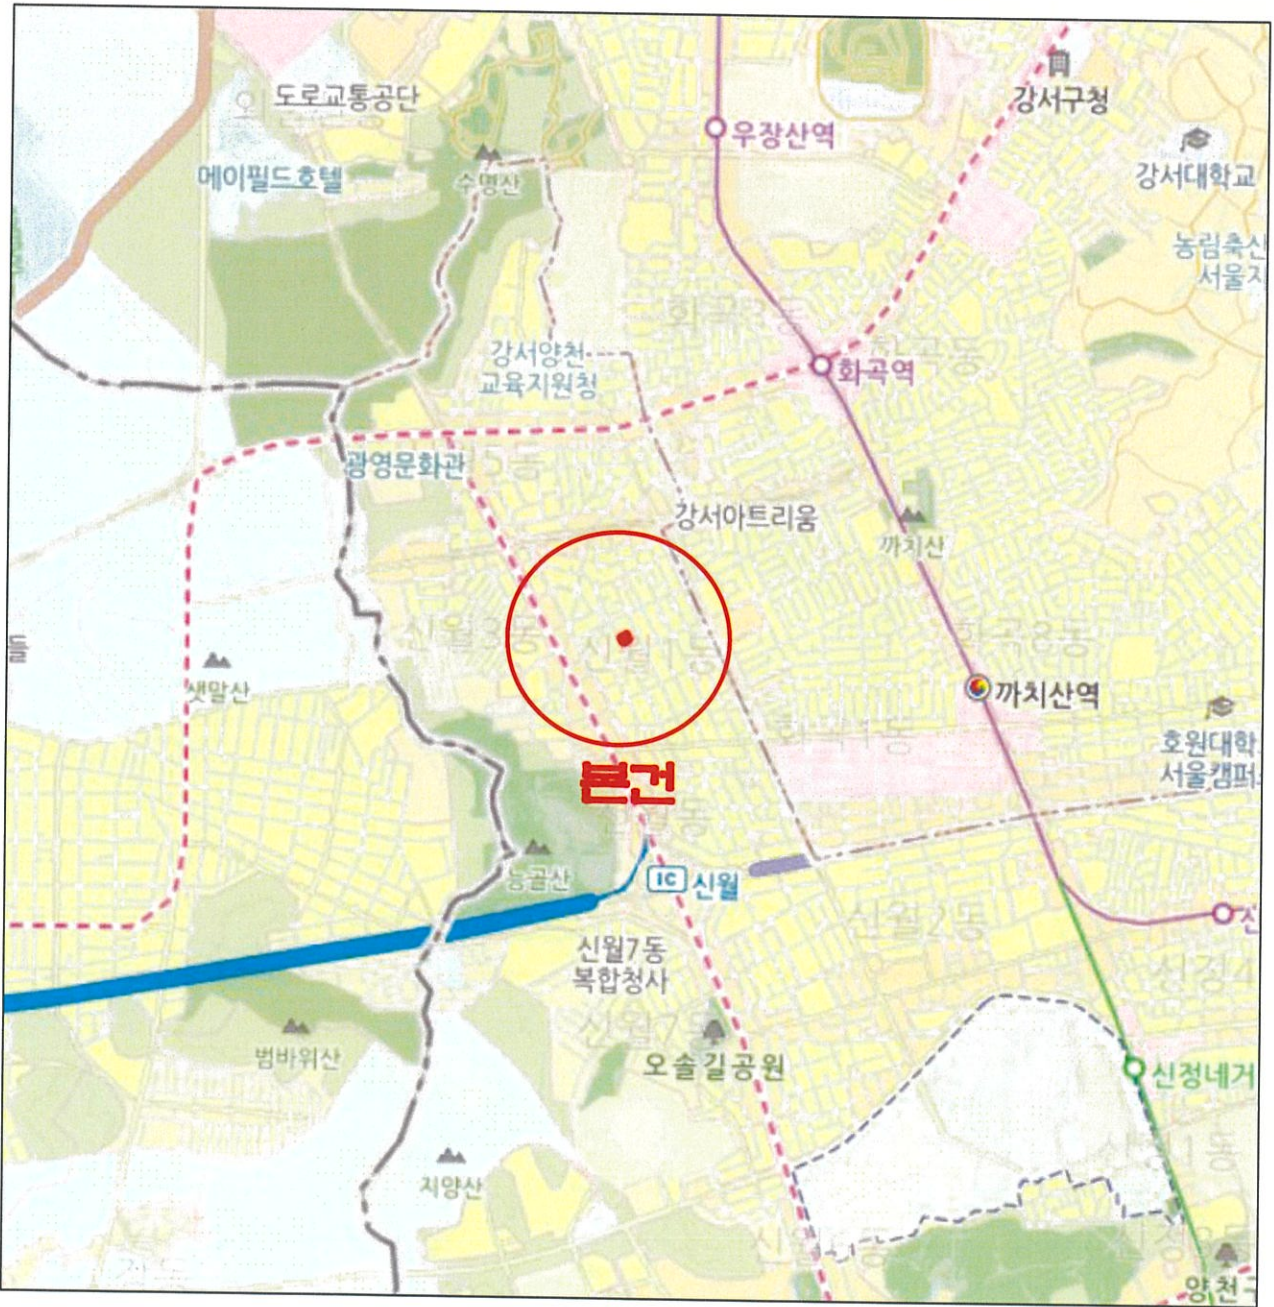 도로교통공단
강서구청
우장산역
메이필드호텔
수명산
강서대학교
농림축산
서울지
화곡역
강서양천
교육지원청
광영문화관
강서아트리움
까치산
신월3동
신월1동
화곡8동
들
샛말산
까치산역
화곡1동
호원대학
서울캠퍼스
본건
능골산
IC 신월
신월2동
신월7동
복합청사
신정4
신월7동
범바위산
오솔길공원
신정네거
지양산
양천구